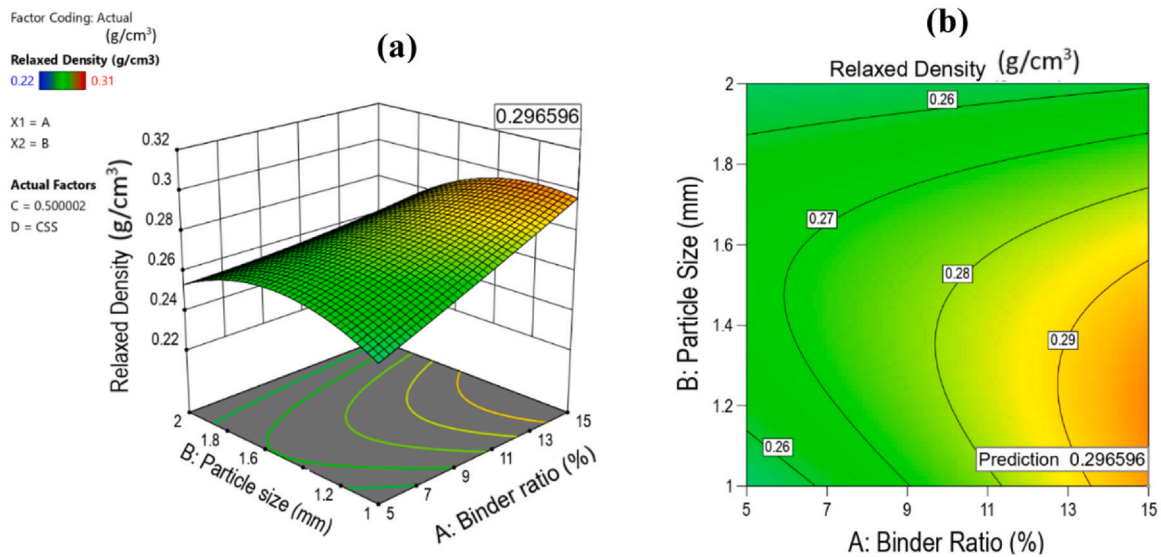 Factor Coding: Actual
(g/cm³)
Relaxed Density (g/cm3)
0.22 0.31
X1 = A
X2 = B
Actual Factors
C = 0.500002
D = CSS
(a)
0.296596
0.32
0.3
0.28
0.26
0.24
0.22
Relaxed Density (g/cm³)
2
1.8
1.6
1.2
1
B: Particle size (mm)
5
7
9
11
13
15
A: Binder ratio (%)
(b)
Relaxed Density (g/cm³)
2
1.8
1.6
1.4
1.2
1
B: Particle Size (mm)
0.26
0.27
0.28
0.29
0.26
Prediction 0.296596
5 7 9 11 13 15
A: Binder Ratio (%)